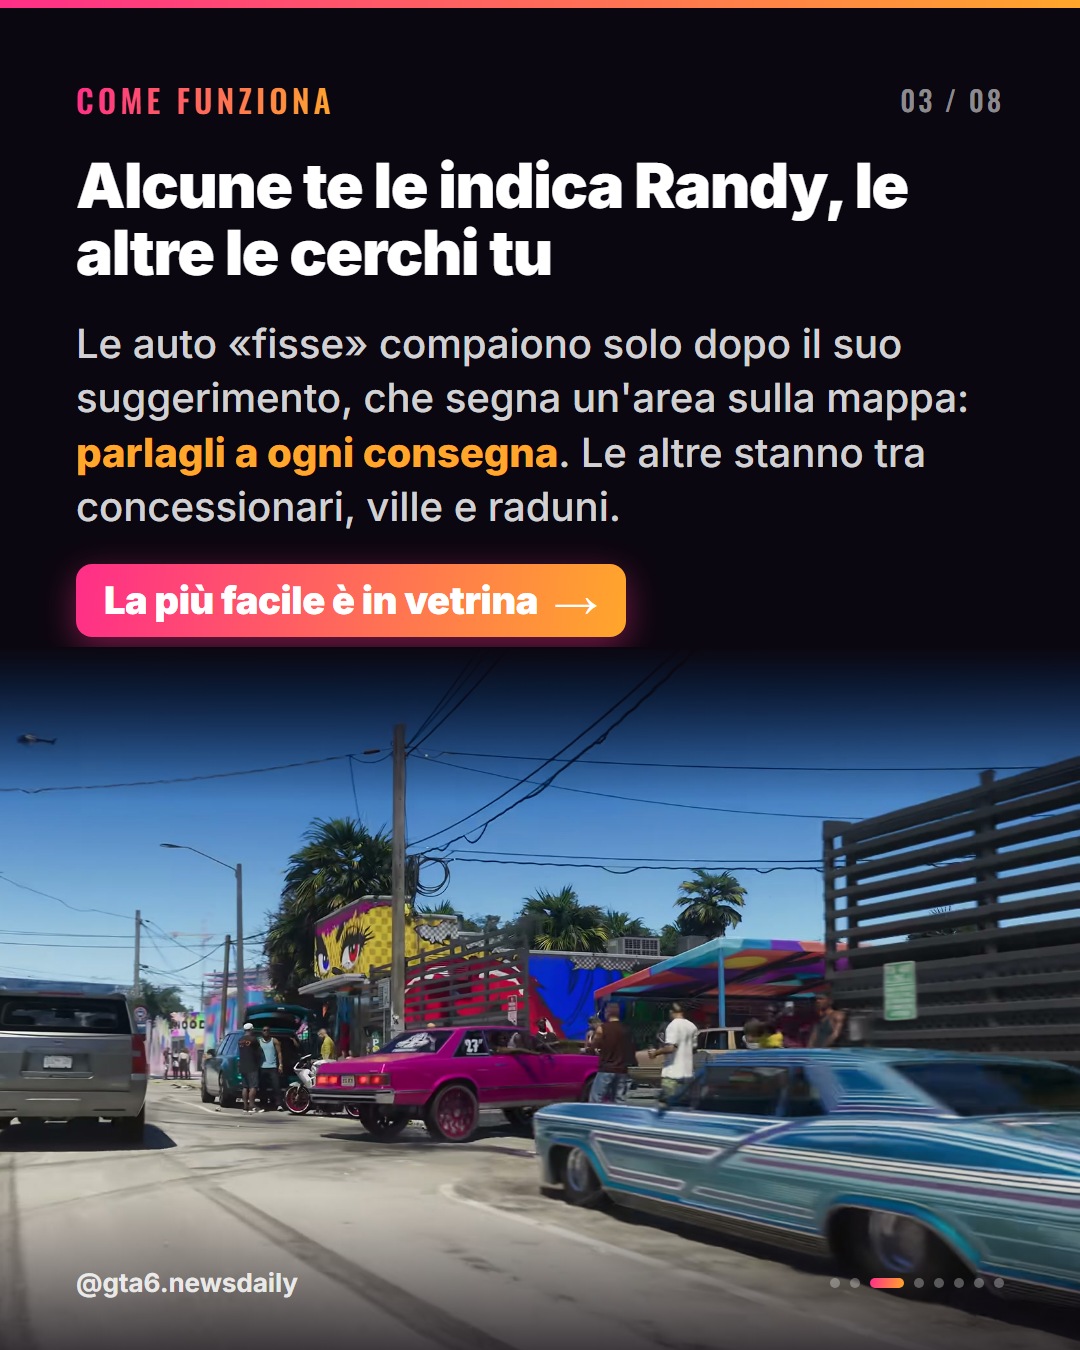 COME FUNZIONA
03 / 08
Alcune te le indica Randy, le
altre le cerchi tu
Le auto «fisse» compaiono solo dopo il suo
suggerimento, che segna un'area sulla mappa:
parlagli a ogni consegna. Le altre stanno tra
concessionari, ville e raduni.
La più facile è in vetrina →
23"
@gta6.newsdaily